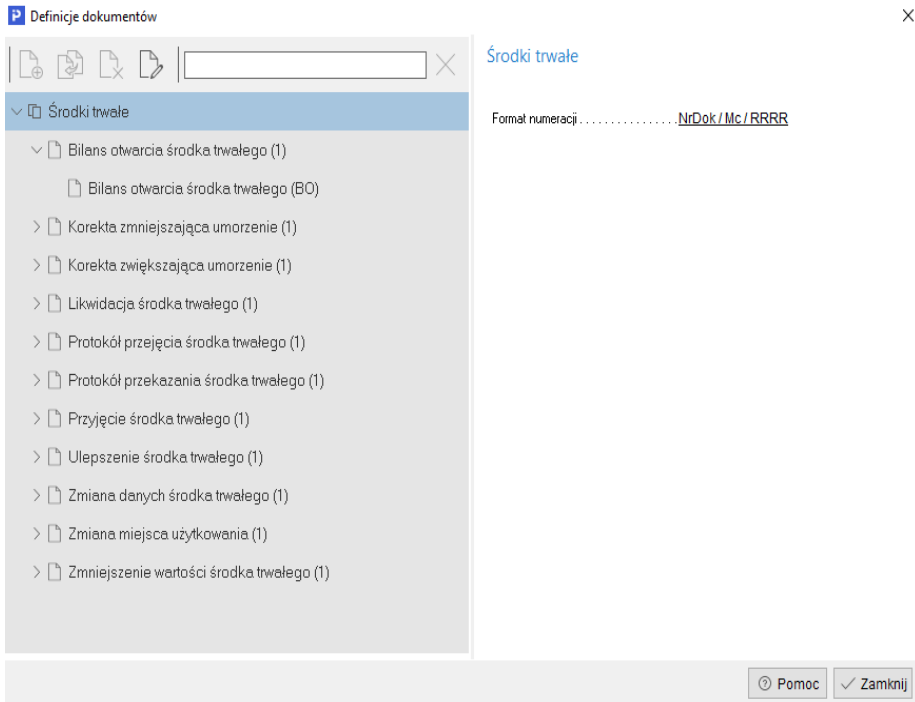 Definicje dokumentów
Środki trwałe
Bilans otwarcia środka trwałego (1)
Bilans otwarcia środka trwałego (BO)
Korekta zmniejszająca umorzenie (1)
Korekta zwiększająca umorzenie (1)
Likwidacja środka trwałego (1)
Protokół przejęcia środka trwałego (1)
Protokół przekazania środka trwałego (1)
Przyjęcie środka trwałego (1)
Ulepszenie środka trwałego (1)
Zmiana danych środka trwałego (1)
Zmiana miejsca użytkowania (1)
Zmniejszenie wartości środka trwałego (1)
Środki trwałe
Format numeracji . . . . . . . . . . . . . . . . NrDok / Mc / RRRR
Pomoc
Zamknij